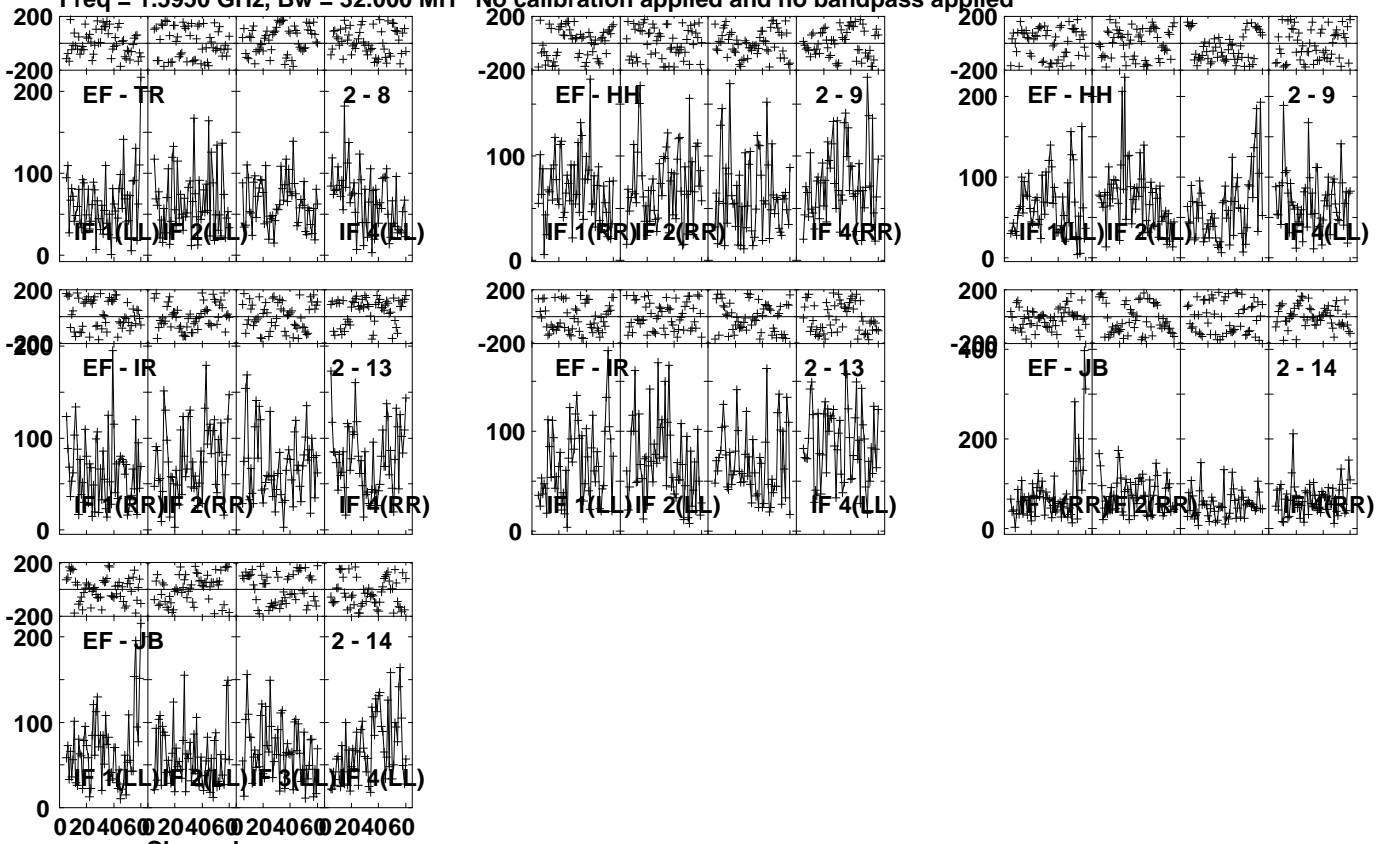 Freq = 1.5950 GHz, Bw = 32.000 MH No calibration applied and no bandpass applied
200 200 200
-200 -200 -200
200 EF - TR 2 - 8 EF - HH 2 - 9 200 EF - HH 2 - 9
100 100 100
IF 1(LL) IF 2(LL) IF 4(LL) IF 1(RR) IF 2(RR) IF 4(RR) IF 1(LL) IF 2(LL) IF 4(LL)
0 0 0
200 200 200
-200 -200 -200
200 EF - IR 2 - 13 EF - IR 2 - 13 400 EF - JB 2 - 14
100 100 200
IF 1(RR) IF 2(RR) IF 4(RR) IF 1(LL) IF 2(LL) IF 4(LL) IF 1(RR) IF 2(RR) IF 4(RR)
0 0 0
200
-200
200 EF - JB 2 - 14
100
IF 1(LL) IF 2(LL) IF 3(LL) IF 4(LL)
0
0 20 40 60 0 20 40 60 0 20 40 60 0 20 40 60